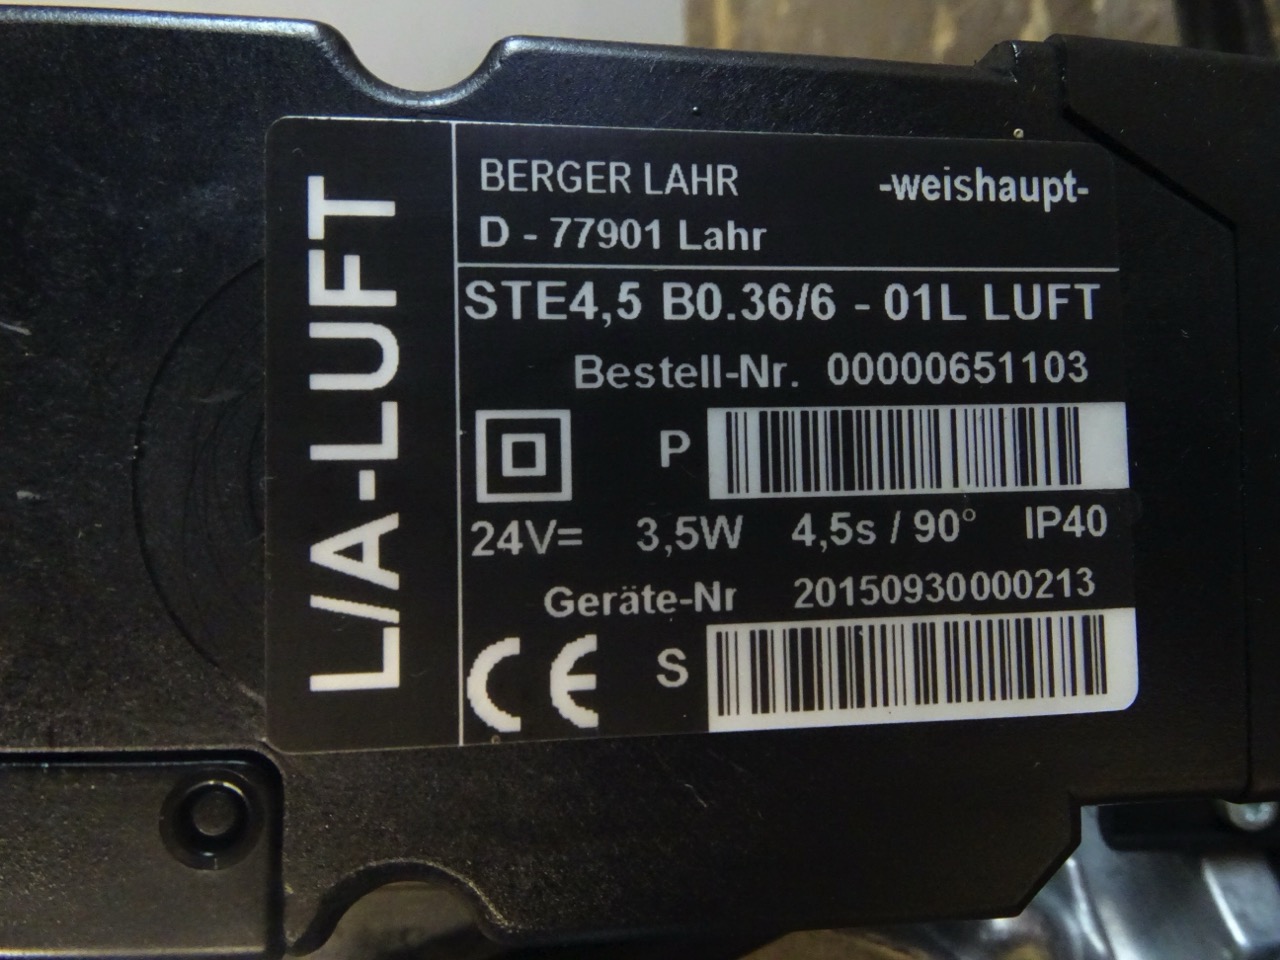 L/A-LUFT
BERGER LAHR -weishaupt-
D - 77901 Lahr
STE4,5 B0.36/6 - 01L LUFT
Bestell-Nr. 00000651103
P
24V= 3,5W 4,5s / 90° IP40
Geräte-Nr 20150930000213
CE S